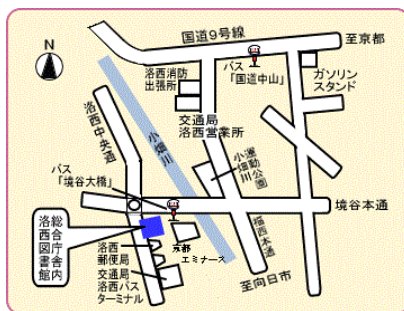 N
国道9号線
至京都
バス
「国道中山」
ガソリン
スタンド
洛西消防
出張所
交通局
洛西営業所
洛西中央通
小畑川
小畑川
運動公園
バス
「境谷大橋」
境谷本通
福西本通
総合庁舎内
洛西図書館
洛西
郵便局
京都
エミナース
交通局
洛西バス
ターミナル
至向日市